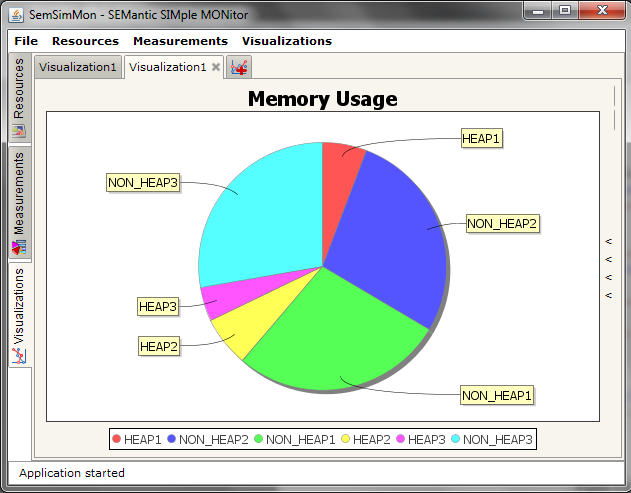 SemSimMon - SEMantic SIMple MONitor
File Resources Measurements Visualizations
Resources
Measurements
Visualizations
Visualization1 Visualization1
Memory Usage
HEAP1
NON_HEAP3
NON_HEAP2
HEAP3
HEAP2
NON_HEAP1
<
<
<
<
HEAP1 NON_HEAP2 NON_HEAP1 HEAP2 HEAP3 NON_HEAP3
Application started